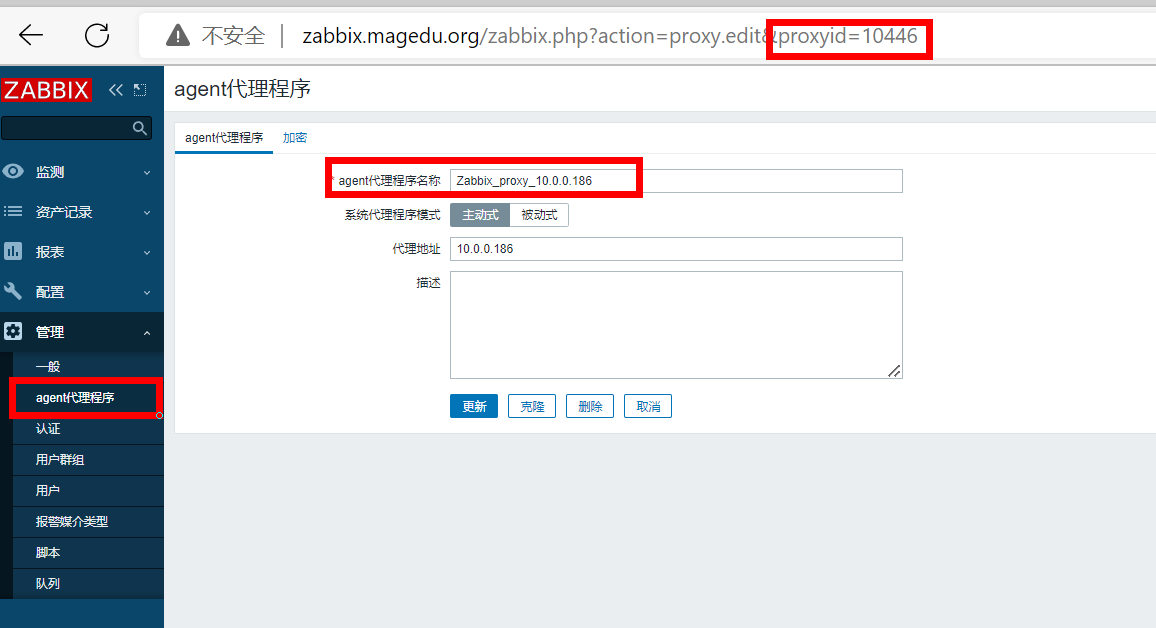 不安全 zabbix.magedu.org/zabbix.php?action=proxy.edit&proxyid=10446
ZABBIX
监测
资产记录
报表
配置
管理
一般
agent代理程序
认证
用户群组
用户
报警媒介类型
脚本
队列
agent代理程序
agent代理程序 加密
* agent代理程序名称 Zabbix_proxy_10.0.0.186
系统代理程序模式 主动式 被动式
代理地址 10.0.0.186
描述
更新 克隆 删除 取消